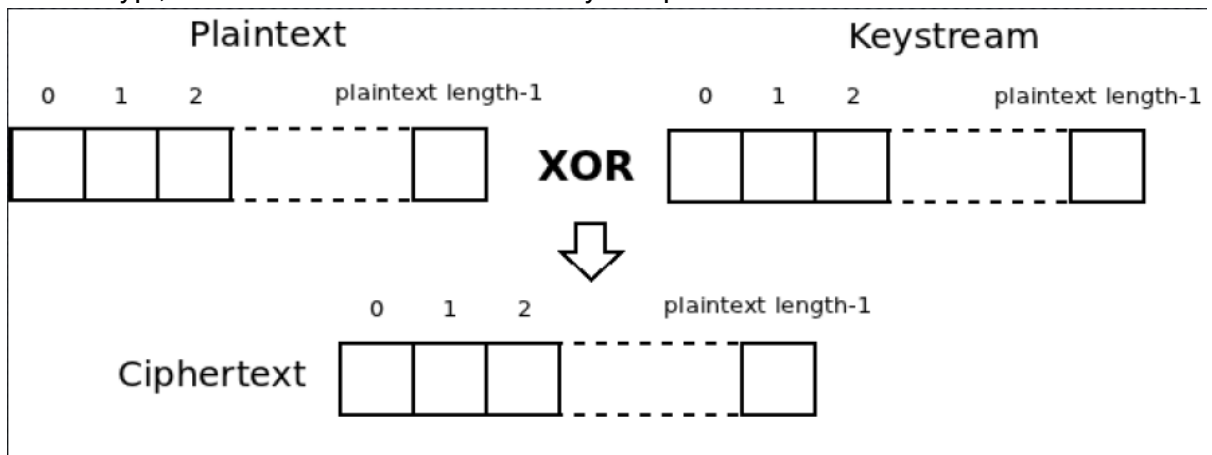 Plaintext
Keystream
0 1 2 plaintext length-1
0 1 2 plaintext length-1
XOR
0 1 2 plaintext length-1
Ciphertext